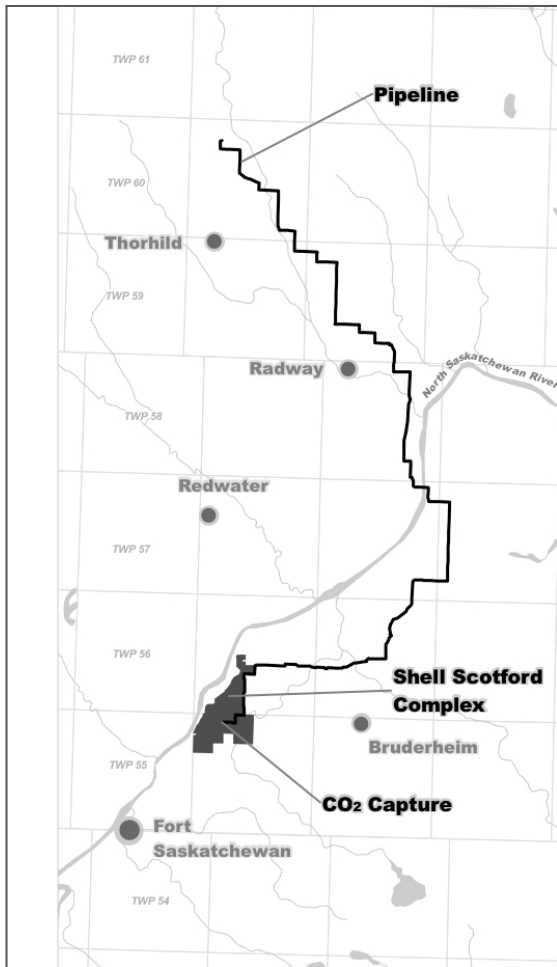 TWP 61
Pipeline
TWP 60
Thorhild
TWP 59
Radway
North Saskatchewan River
TWP 58
Redwater
TWP 57
TWP 56
Shell Scotford
Complex
Bruderheim
TWP 55
CO₂ Capture
Fort
Saskatchewan
TWP 54